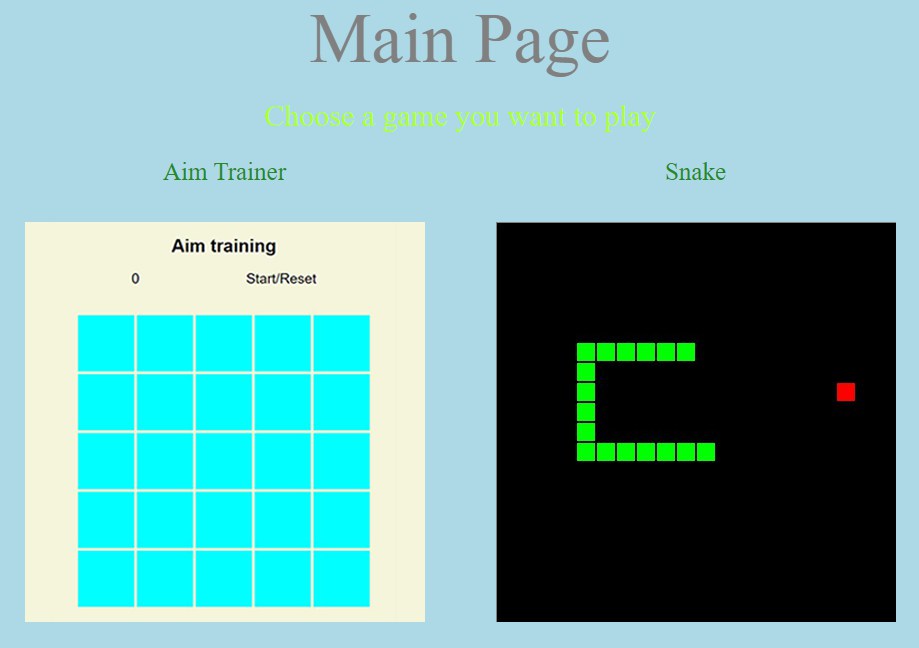 Main Page
Choose a game you want to play
Aim Trainer
Snake
Aim training
0 Start/Reset